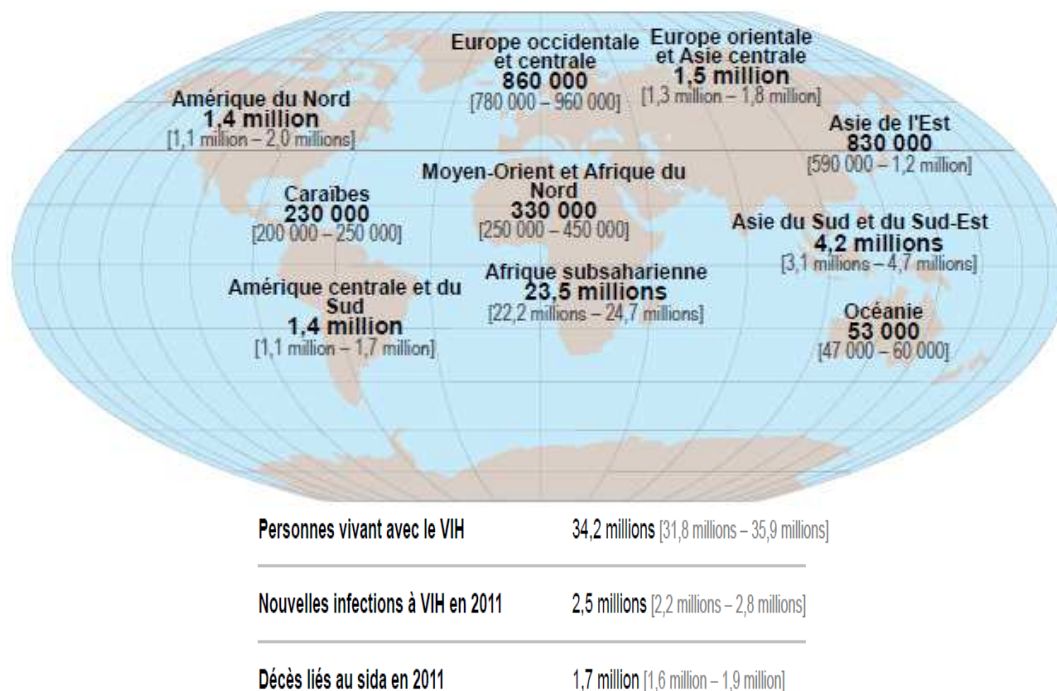 Europe occidentale
et centrale
860 000
[780 000 – 960 000]
Europe orientale
et Asie centrale
1,5 million
[1,3 million – 1,8 million]
Amérique du Nord
1,4 million
[1,1 million – 2,0 millions]
Asie de l'Est
830 000
[590 000 – 1,2 million]
Caraïbes
230 000
[200 000 – 250 000]
Moyen-Orient et Afrique du
Nord
330 000
[250 000 – 450 000]
Asie du Sud et du Sud-Est
4,2 millions
[3,1 millions – 4,7 millions]
Amérique centrale et du
Sud
1,4 million
[1,1 million – 1,7 million]
Afrique subsaharienne
23,5 millions
[22,2 millions – 24,7 millions]
Océanie
53 000
[47 000 – 60 000]
Personnes vivant avec le VIH 34,2 millions [31,8 millions – 35,9 millions]
Nouvelles infections à VIH en 2011 2,5 millions [2,2 millions – 2,8 millions]
Décès liés au sida en 2011 1,7 million [1,6 million – 1,9 million]